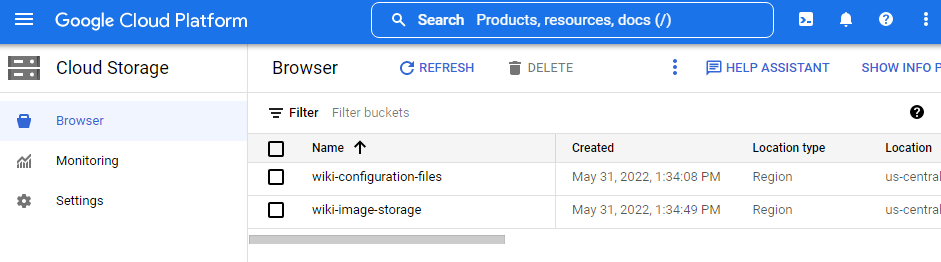 Google Cloud Platform Search Products, resources, docs (/)
Cloud Storage Browser REFRESH DELETE HELP ASSISTANT SHOW INFO P
Browser
Monitoring
Settings
Filter Filter buckets
Name Created Location type Location
wiki-configuration-files May 31, 2022, 1:34:08 PM Region us-central
wiki-image-storage May 31, 2022, 1:34:49 PM Region us-central